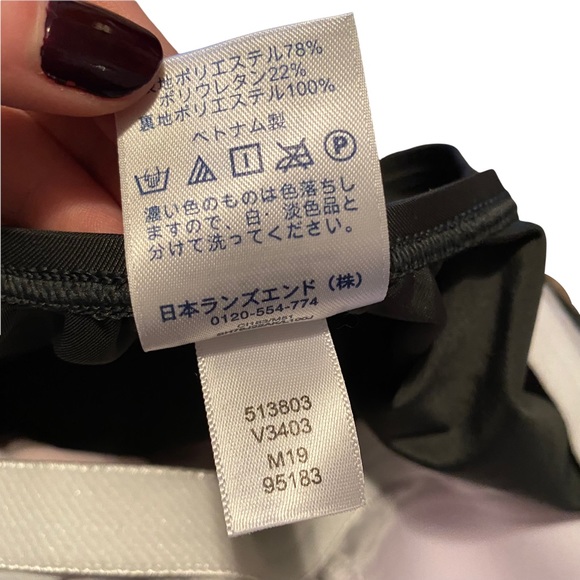 地ポリエステル78%
ポリウレタン22%
裏地ポリエステル100%
ベトナム製
P
濃い色のものは色落ちし
ますので、白・淡色品と
分けて洗ってください。
日本ランズエンド(株)
0120-554-774
513803
V3403
M19
95183